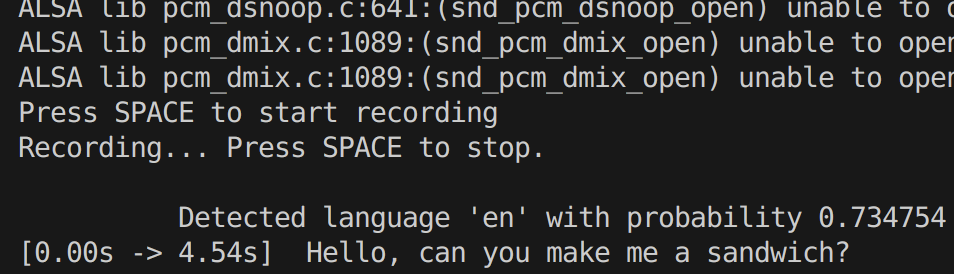 ALSA lib pcm_dsnoop.c:641:(snd_pcm_dsnoop_open) unable to
ALSA lib pcm_dmix.c:1089:(snd_pcm_dmix_open) unable to open
ALSA lib pcm_dmix.c:1089:(snd_pcm_dmix_open) unable to open
Press SPACE to start recording
Recording... Press SPACE to stop.
Detected language 'en' with probability 0.734754
[0.00s -> 4.54s]  Hello, can you make me a sandwich?